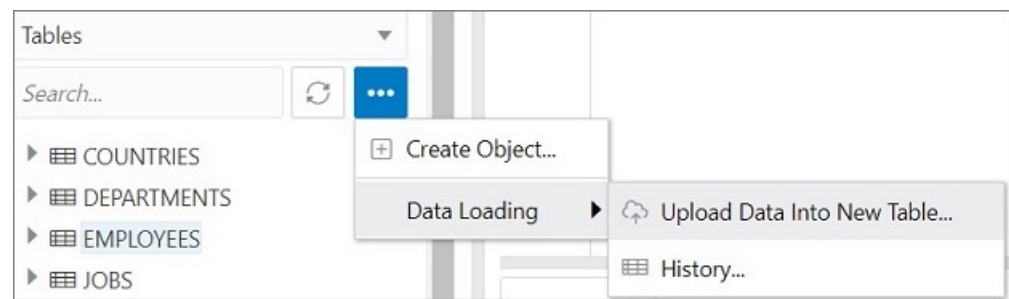 Tables
Search...
COUNTRIES
Create Object...
DEPARTMENTS
Data Loading
Upload Data Into New Table...
EMPLOYEES
JOBS
History...